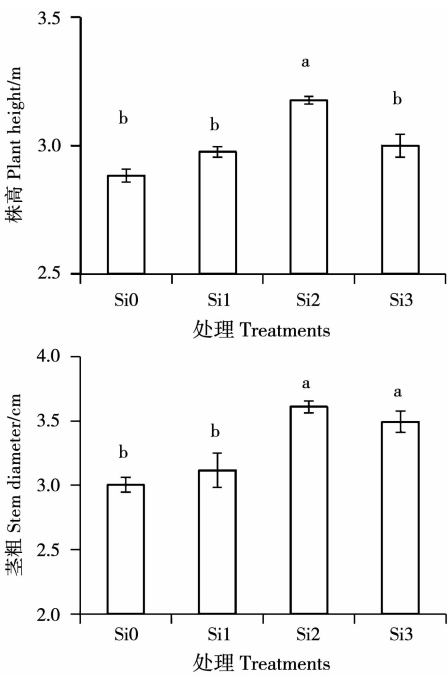 3.5
a
b
b
b
3.0
2.5
株高 Plant height/m
Si0 Si1 Si2 Si3
处理 Treatments
4.0
a
a
b
b
3.5
3.0
2.5
2.0
茎粗 Stem diameter/cm
Si0 Si1 Si2 Si3
处理 Treatments